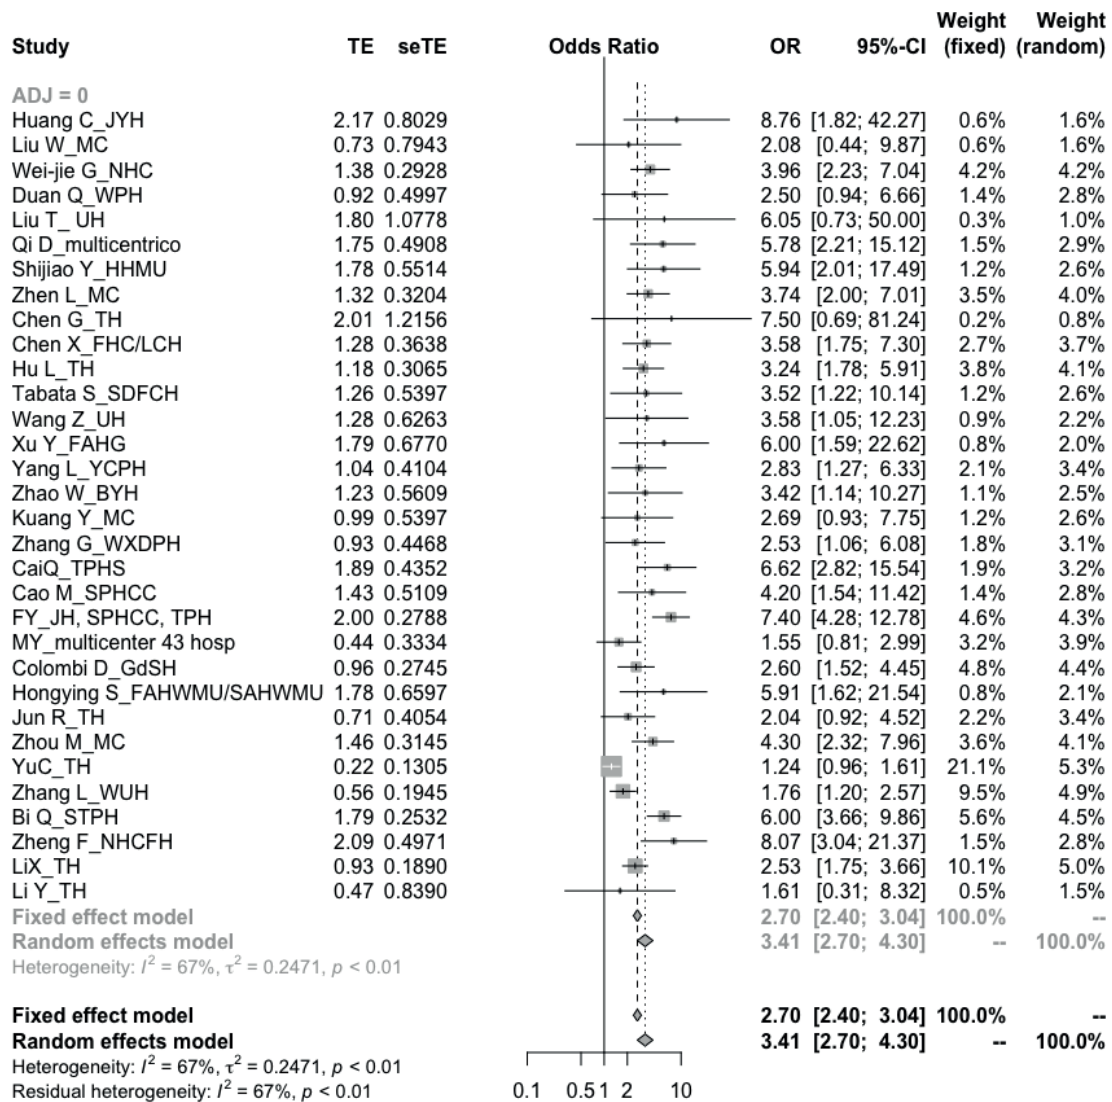 Weight Weight
Study TE seTE Odds Ratio OR 95%-CI (fixed) (random)
ADJ = 0
Huang C_JYH 2.17 0.8029 8.76 [1.82; 42.27] 0.6% 1.6%
Liu W_MC 0.73 0.7943 2.08 [0.44; 9.87] 0.6% 1.6%
Wei-jie G_NHC 1.38 0.2928 3.96 [2.23; 7.04] 4.2% 4.2%
Duan Q_WPH 0.92 0.4997 2.50 [0.94; 6.66] 1.4% 2.8%
Liu T_ UH 1.80 1.0778 6.05 [0.73; 50.00] 0.3% 1.0%
Qi D_multicentrico 1.75 0.4908 5.78 [2.21; 15.12] 1.5% 2.9%
Shijiao Y_HHMU 1.78 0.5514 5.94 [2.01; 17.49] 1.2% 2.6%
Zhen L_MC 1.32 0.3204 3.74 [2.00; 7.01] 3.5% 4.0%
Chen G_TH 2.01 1.2156 7.50 [0.69; 81.24] 0.2% 0.8%
Chen X_FHC/LCH 1.28 0.3638 3.58 [1.75; 7.30] 2.7% 3.7%
Hu L_TH 1.18 0.3065 3.24 [1.78; 5.91] 3.8% 4.1%
Tabata S_SDFCH 1.26 0.5397 3.52 [1.22; 10.14] 1.2% 2.6%
Wang Z_UH 1.28 0.6263 3.58 [1.05; 12.23] 0.9% 2.2%
Xu Y_FAHG 1.79 0.6770 6.00 [1.59; 22.62] 0.8% 2.0%
Yang L_YCPH 1.04 0.4104 2.83 [1.27; 6.33] 2.1% 3.4%
Zhao W_BYH 1.23 0.5609 3.42 [1.14; 10.27] 1.1% 2.5%
Kuang Y_MC 0.99 0.5397 2.69 [0.93; 7.75] 1.2% 2.6%
Zhang G_WXDPH 0.93 0.4468 2.53 [1.06; 6.08] 1.8% 3.1%
CaiQ_TPHS 1.89 0.4352 6.62 [2.82; 15.54] 1.9% 3.2%
Cao M_SPHCC 1.43 0.5109 4.20 [1.54; 11.42] 1.4% 2.8%
FY_JH, SPHCC, TPH 2.00 0.2788 7.40 [4.28; 12.78] 4.6% 4.3%
MY_multicenter 43 hosp 0.44 0.3334 1.55 [0.81; 2.99] 3.2% 3.9%
Colombi D_GdSH 0.96 0.2745 2.60 [1.52; 4.45] 4.8% 4.4%
Hongying S_FAHWMU/SAHWMU 1.78 0.6597 5.91 [1.62; 21.54] 0.8% 2.1%
Jun R_TH 0.71 0.4054 2.04 [0.92; 4.52] 2.2% 3.4%
Zhou M_MC 1.46 0.3145 4.30 [2.32; 7.96] 3.6% 4.1%
YuC_TH 0.22 0.1305 1.24 [0.96; 1.61] 21.1% 5.3%
Zhang L_WUH 0.56 0.1945 1.76 [1.20; 2.57] 9.5% 4.9%
Bi Q_STPH 1.79 0.2532 6.00 [3.66; 9.86] 5.6% 4.5%
Zheng F_NHCFH 2.09 0.4971 8.07 [3.04; 21.37] 1.5% 2.8%
LiX_TH 0.93 0.1890 2.53 [1.75; 3.66] 10.1% 5.0%
Li Y_TH 0.47 0.8390 1.61 [0.31; 8.32] 0.5% 1.5%
Fixed effect model 2.70 [2.40; 3.04] 100.0% --
Random effects model 3.41 [2.70; 4.30] -- 100.0%
Heterogeneity: I² = 67%, τ² = 0.2471, p < 0.01
Fixed effect model 2.70 [2.40; 3.04] 100.0% --
Random effects model 3.41 [2.70; 4.30] -- 100.0%
Heterogeneity: I² = 67%, τ² = 0.2471, p < 0.01
Residual heterogeneity: I² = 67%, p < 0.01 0.1 0.5 1 2 10